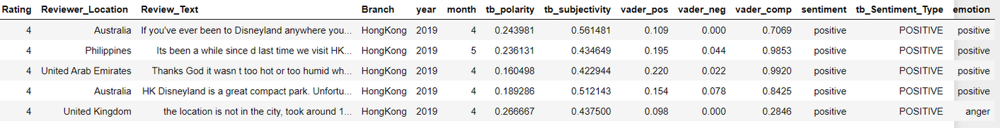 Rating Reviewer_Location Review_Text Branch year month tb_polarity tb_subjectivity vader_pos vader_neg vader_comp sentiment tb_Sentiment_Type emotion
4 Australia If you've ever been to Disneyland anywhere you... HongKong 2019 4 0.243981 0.561481 0.109 0.000 0.7069 positive POSITIVE positive
4 Philippines Its been a while since d last time we visit HK... HongKong 2019 5 0.236131 0.434649 0.195 0.044 0.9853 positive POSITIVE positive
4 United Arab Emirates Thanks God it wasn t too hot or too humid wh... HongKong 2019 4 0.160498 0.422944 0.220 0.022 0.9920 positive POSITIVE positive
4 Australia HK Disneyland is a great compact park. Unfortu... HongKong 2019 4 0.189286 0.512143 0.154 0.078 0.8425 positive POSITIVE positive
4 United Kingdom the location is not in the city, took around 1... HongKong 2019 4 0.266667 0.437500 0.098 0.000 0.2846 positive POSITIVE anger